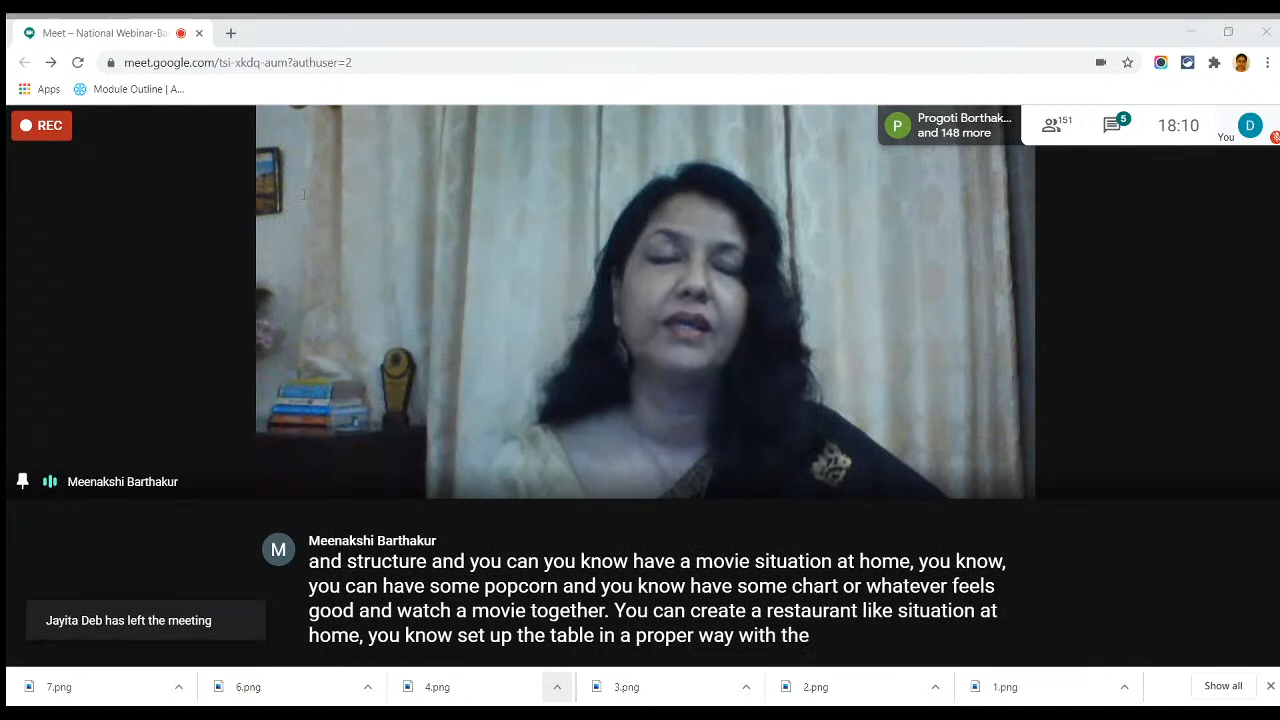 Meet – National Webinar-Ba
meet.google.com/tsi-xkdq-aum?authuser=2
Apps
Module Outline | A...
REC
P
Progoti Borthak...
and 148 more
151
5
18:10
You
D
Meenakshi Barthakur
M
Meenakshi Barthakur
and structure and you can you know have a movie situation at home, you know,
you can have some popcorn and you know have some chart or whatever feels
good and watch a movie together. You can create a restaurant like situation at
home, you know set up the table in a proper way with the
Jayita Deb has left the meeting
7.png
6.png
4.png
3.png
2.png
1.png
Show all